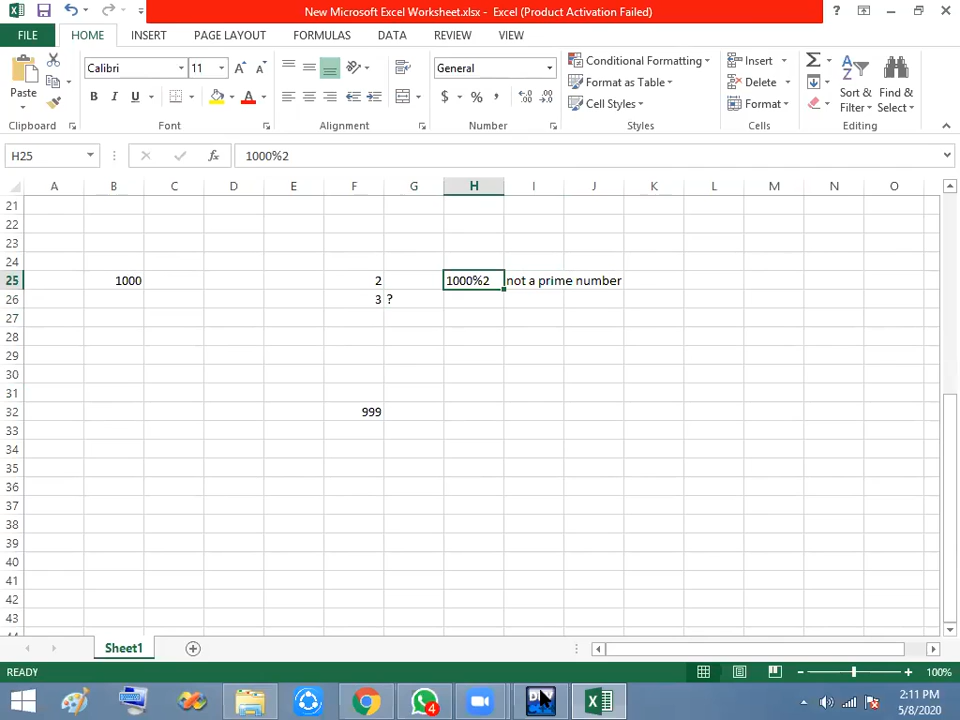 New Microsoft Excel Worksheet.xlsx - Excel (Product Activation Failed)
FILE HOME INSERT PAGE LAYOUT FORMULAS DATA REVIEW VIEW
Paste
Calibri 11
B I U
General
$ % ,
Conditional Formatting
Format as Table
Cell Styles
Insert
Delete
Format
Sort & Filter
Find & Select
Clipboard Font Alignment Number Styles Cells Editing
H25 fx 1000%2
A B C D E F G H I J K L M N O
21
22
23
24
25 1000 2 1000%2 not a prime number
26 3 ?
27
28
29
30
31
32 999
33
34
35
36
37
38
39
40
41
42
43
44
Sheet1
READY 100%
4
2:11 PM
5/8/2020